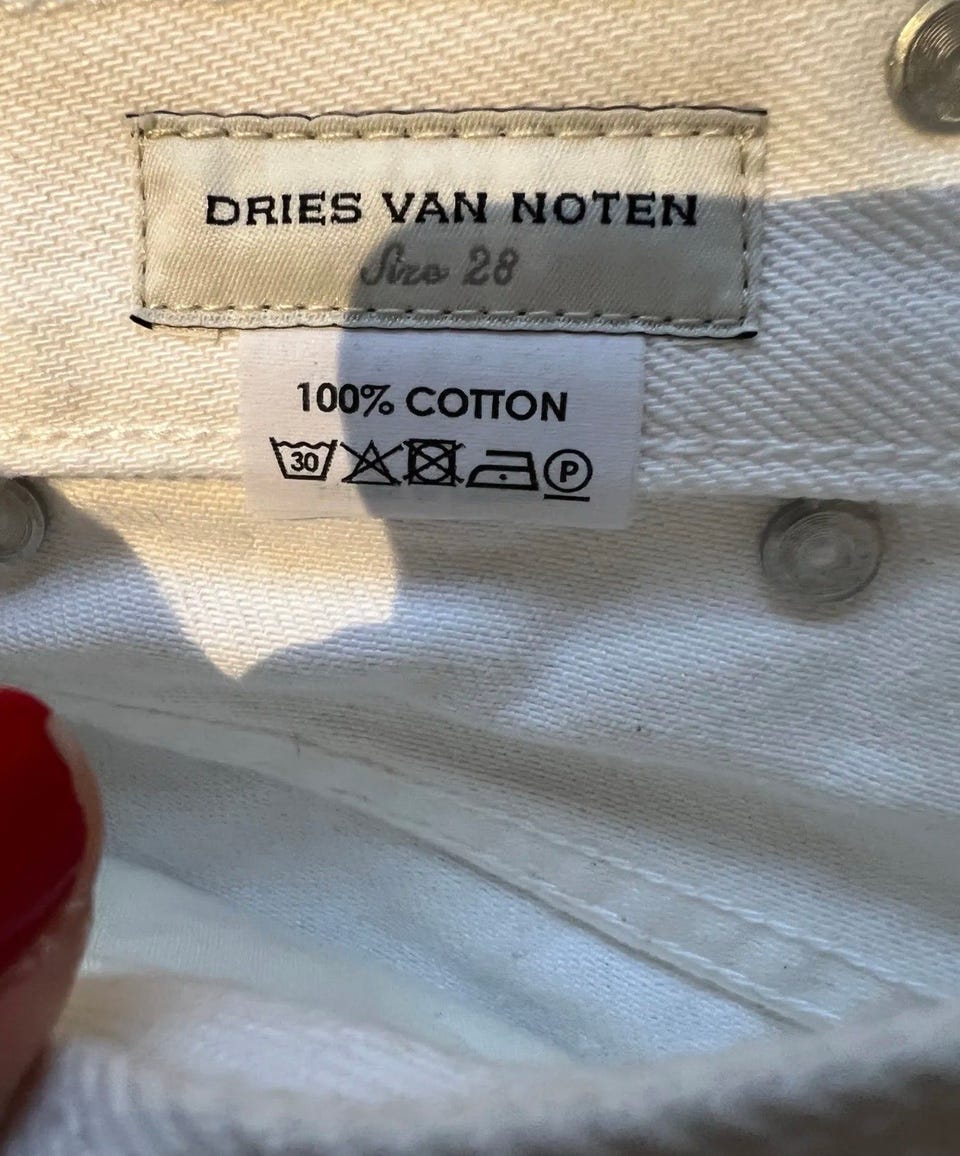 DRIES VAN NOTEN
Size 28
100% COTTON
30 P